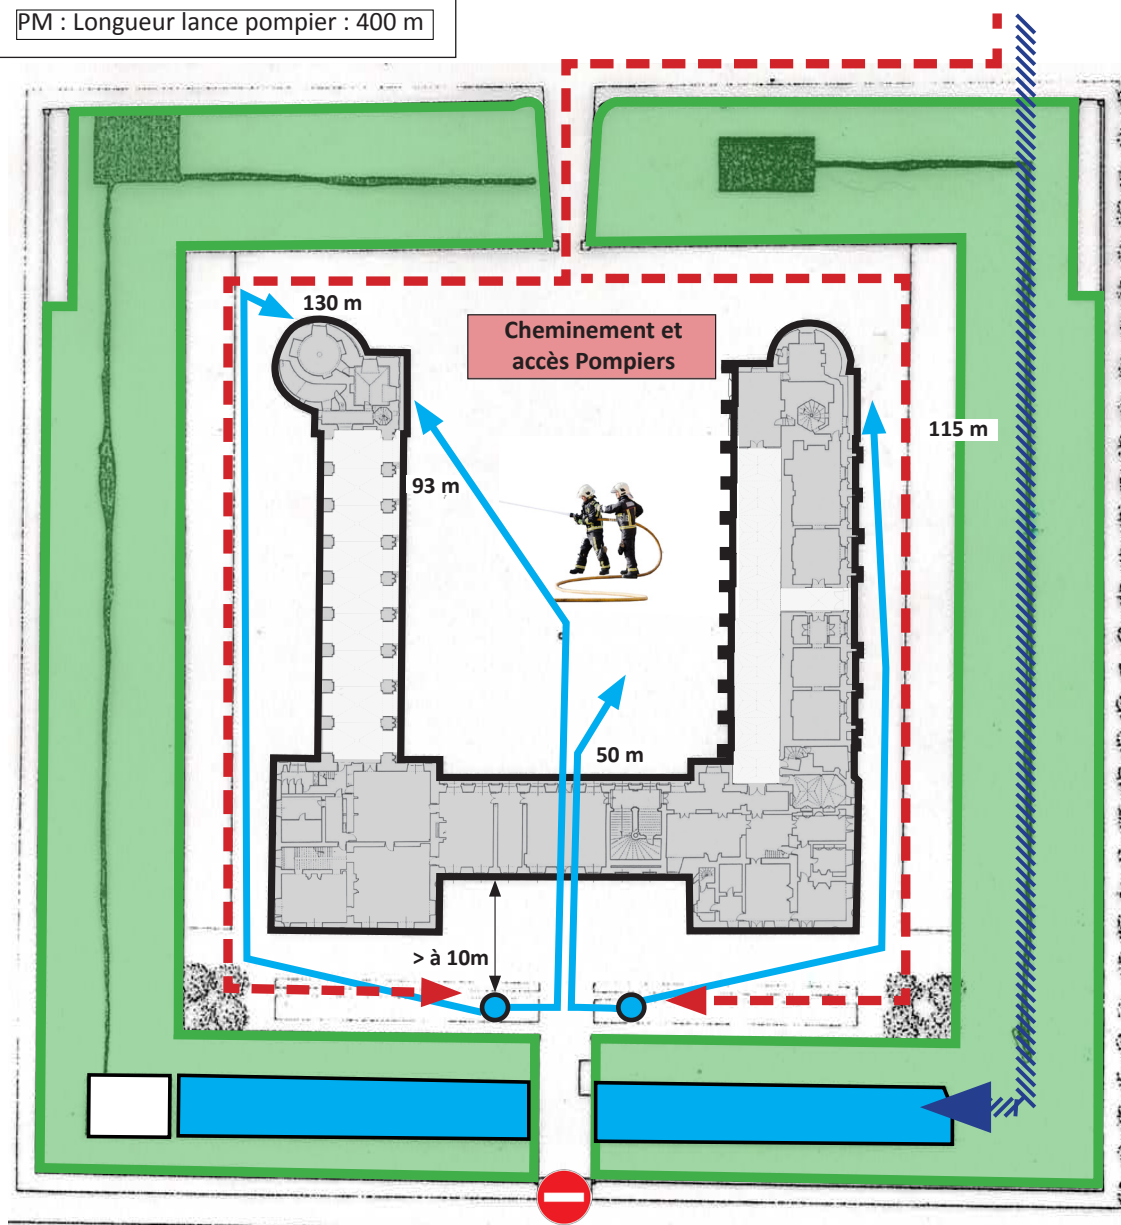 PM : Longueur lance pompier : 400 m
130 m
Cheminement et
accès Pompiers
115 m
93 m
50 m
> à 10m